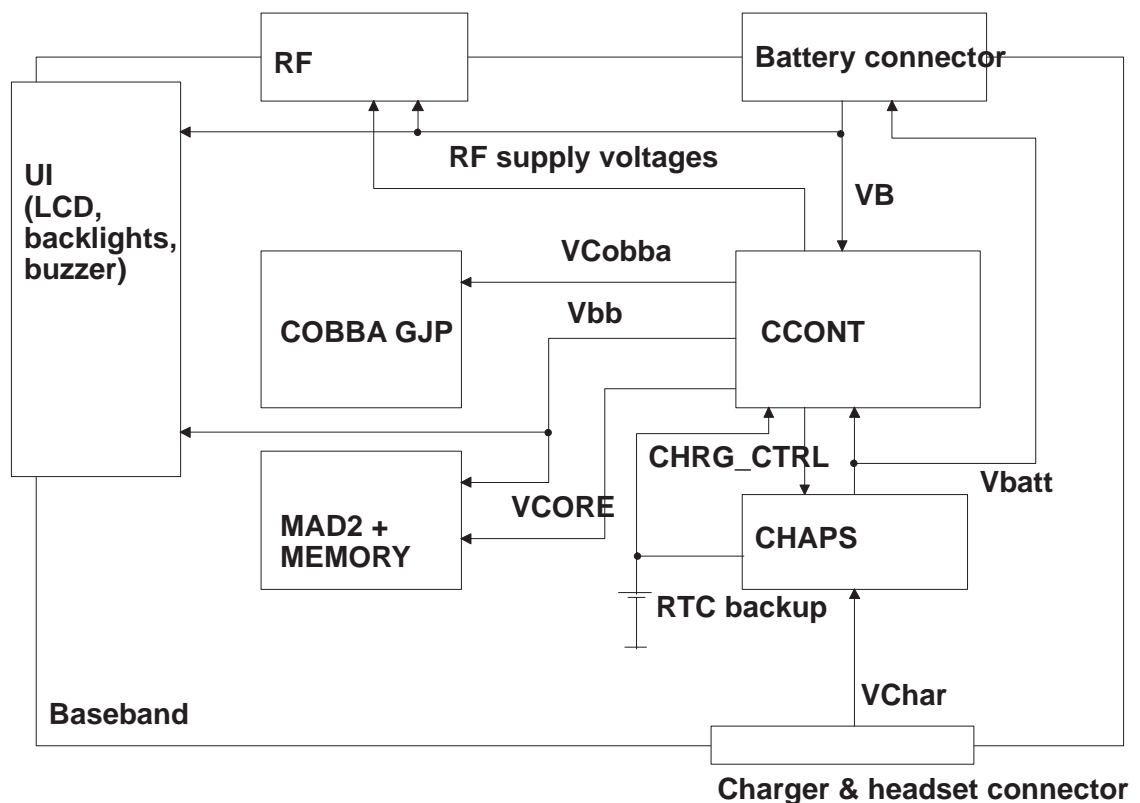 RF
Battery connector
RF supply voltages
UI
(LCD,
backlights,
buzzer)
VB
VCobba
COBBA GJP
Vbb
CCONT
CHRG_CTRL
Vbatt
VCORE
MAD2 +
MEMORY
CHAPS
RTC backup
VChar
Baseband
Charger & headset connector